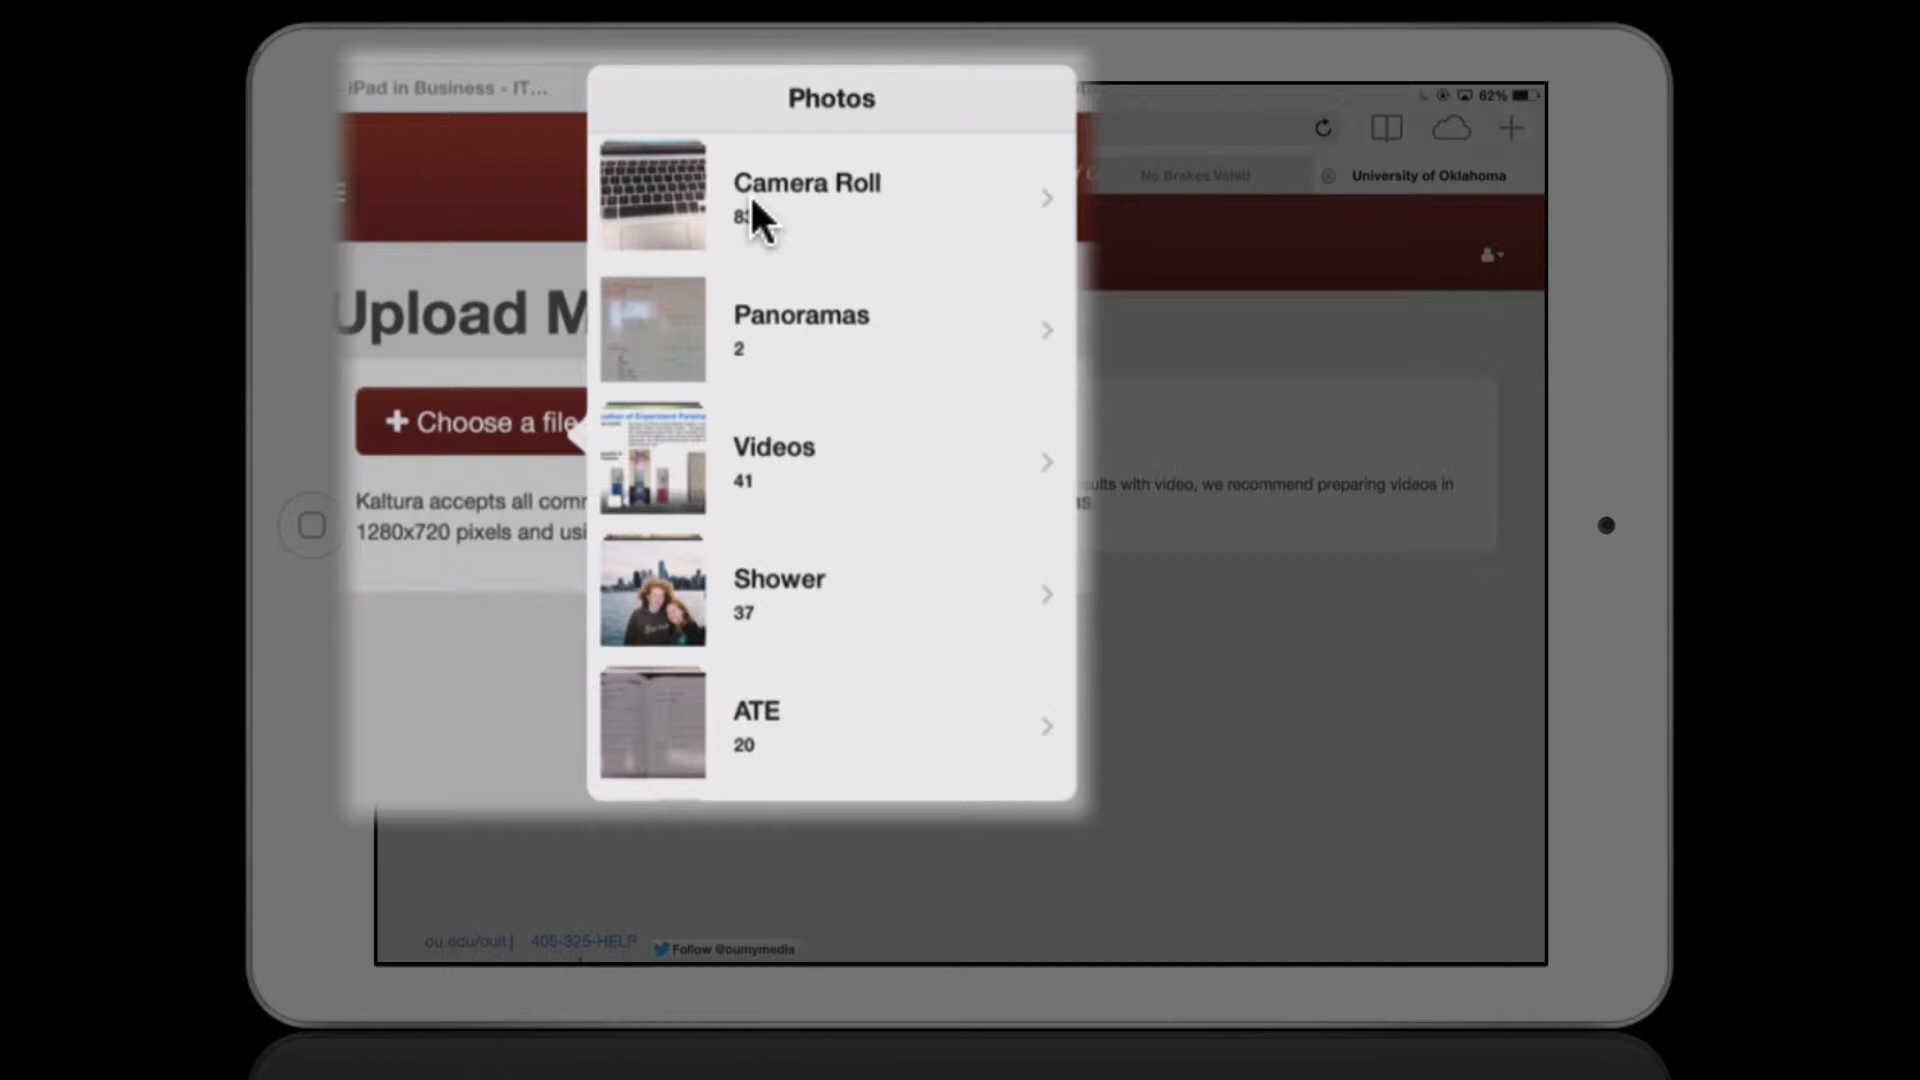 iPad in Business - IT...
Photos
62%
Camera Roll
No Brakes Valet!
University of Oklahoma
Panoramas
2
Upload M
+ Choose a file
Videos
41
Kaltura accepts all com
ults with video, we recommend preparing videos in
1280x720 pixels and usi
ns.
Shower
37
ATE
20
ou.edu/ouit |
405-325-HELP
Follow @oumymedia